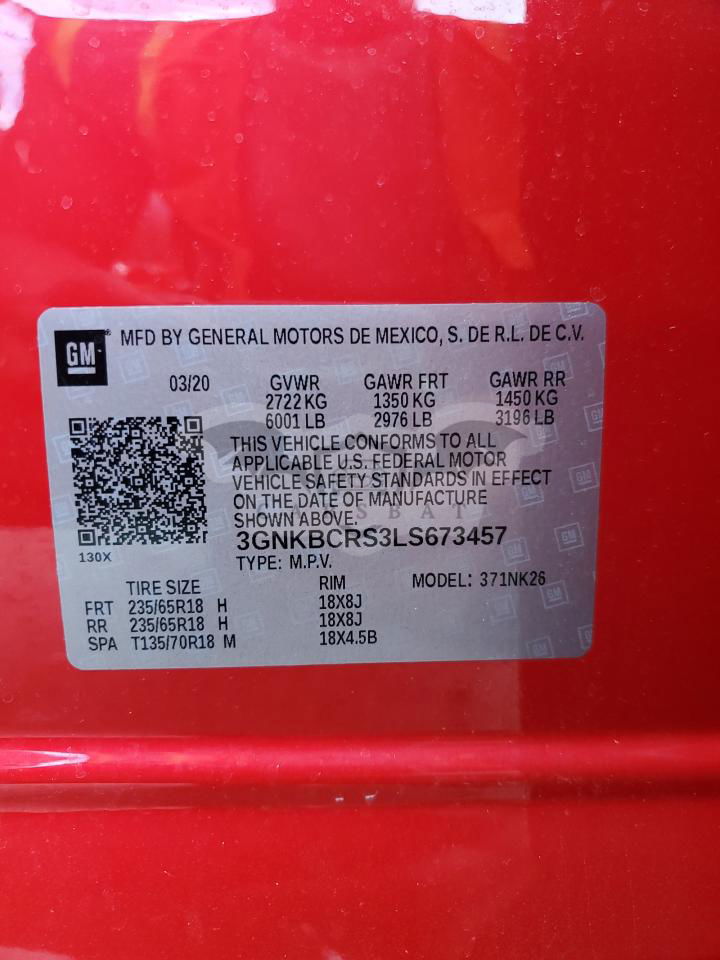 GM
MFD BY GENERAL MOTORS DE MEXICO, S. DE R.L. DE C.V.
03/20 GVWR GAWR FRT GAWR RR
2722 KG 1350 KG 1450 KG
6001 LB 2976 LB 3196 LB
THIS VEHICLE CONFORMS TO ALL
APPLICABLE U.S. FEDERAL MOTOR
VEHICLE SAFETY STANDARDS IN EFFECT
ON THE DATE OF MANUFACTURE
SHOWN ABOVE.
CARSBAT
3GNKBCRS3LS673457
130X
TYPE: M.P.V.
TIRE SIZE RIM MODEL: 371NK26
FRT 235/65R18 H 18X8J
RR 235/65R18 H 18X8J
SPA T135/70R18 M 18X4.5B